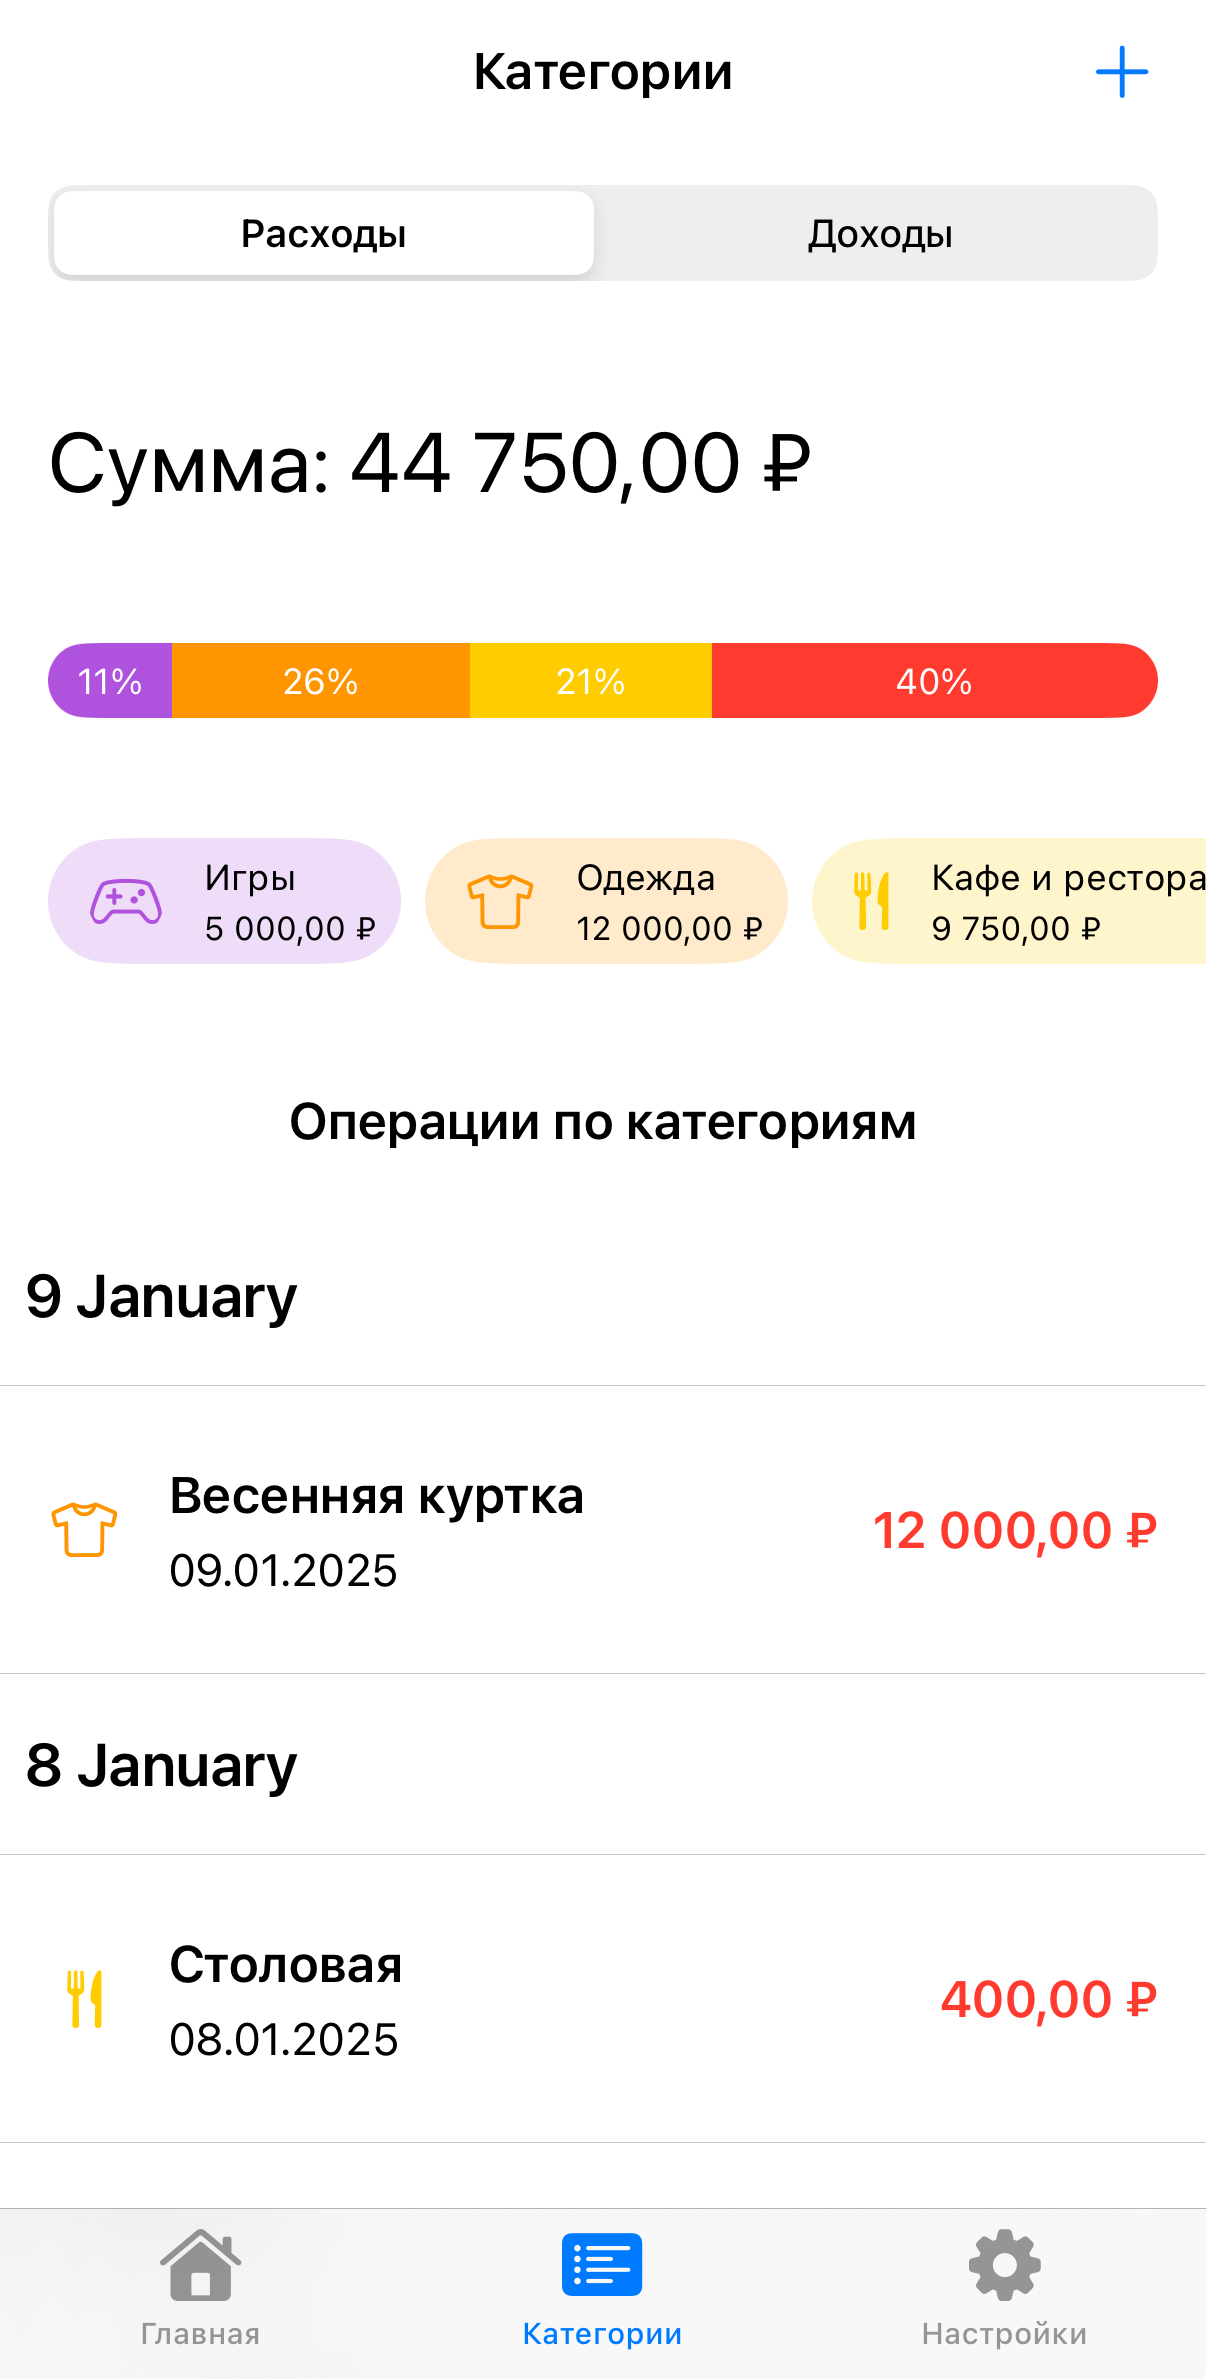 Категории
Расходы
Доходы
Сумма: 44 750,00 ₽
11%
26%
21%
40%
Игры
5 000,00 ₽
Одежда
12 000,00 ₽
Кафе и рестора
9 750,00 ₽
Операции по категориям
9 January
Весенняя куртка
12 000,00 ₽
09.01.2025
8 January
Столовая
400,00 ₽
08.01.2025
Главная
Категории
Настройки